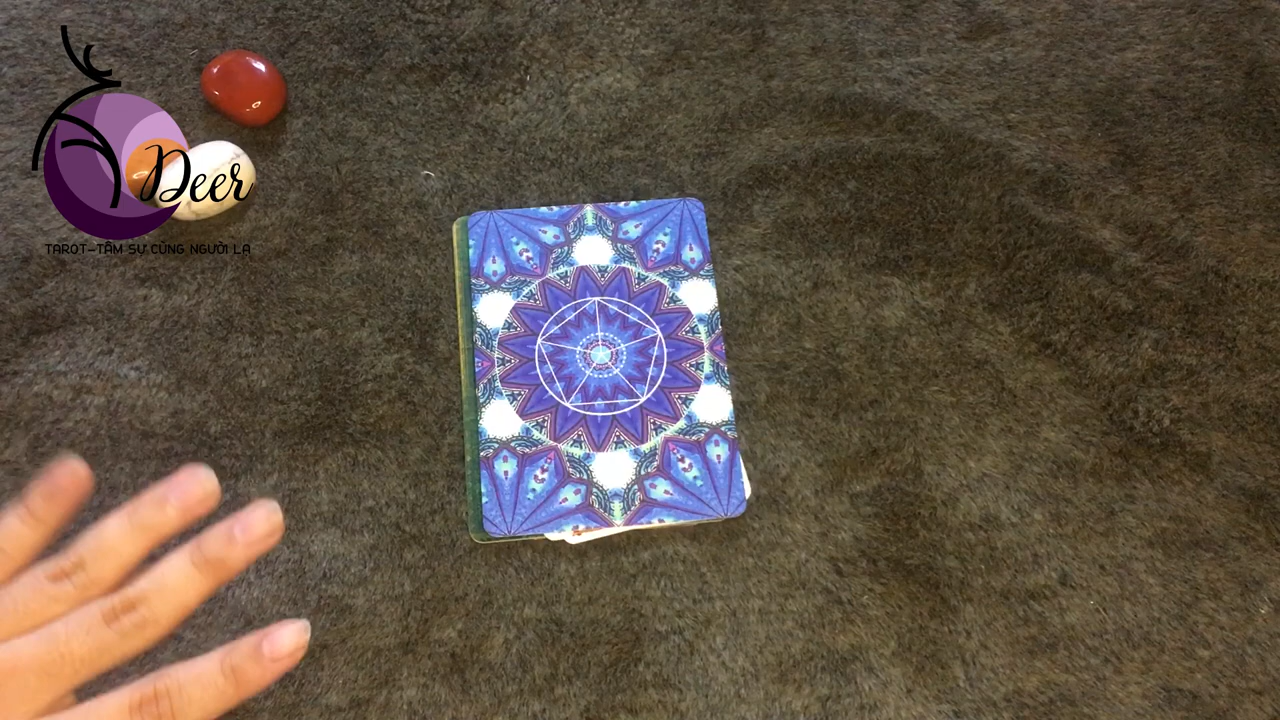 Deer
TAROT-TÂM SỰ CÙNG NGƯỜI LẠ